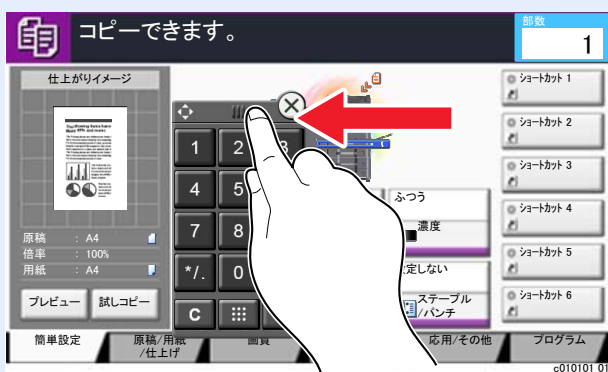 コピーできます。
部数
1
仕上がりイメージ
原稿 : A4
倍率 : 100%
用紙 : A4
プレビュー
試しコピー
1
2
3
4
5
7
8
*/.
0
C
ふつう
濃度
定しない
ステープル
/パンチ
ショートカット 1
ショートカット 2
ショートカット 3
ショートカット 4
ショートカット 5
ショートカット 6
簡単設定
原稿/用紙
/仕上げ
画質
応用/その他
プログラム
c010101_01